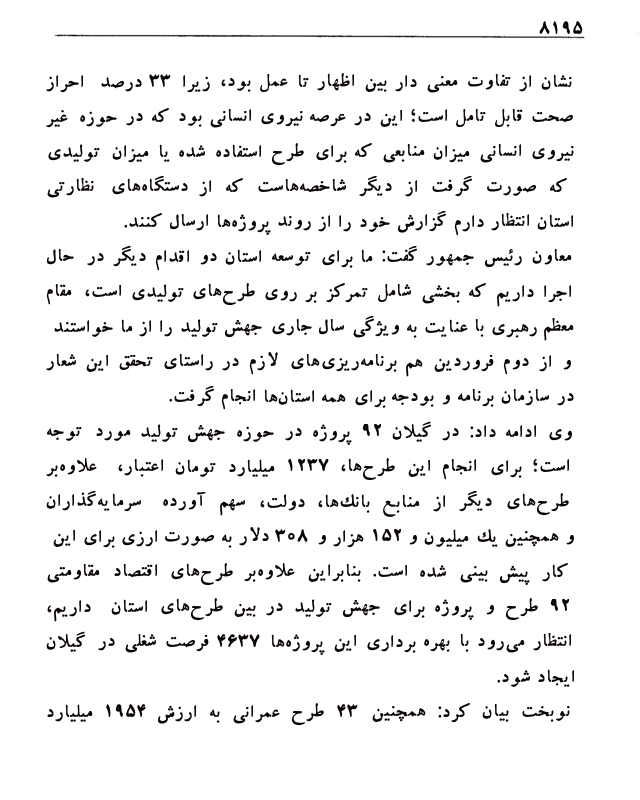 ۸۱۹۵
نشان از تفاوت معنی دار بین اظهار تا عمل بود، زیرا ۳۳ درصد احراز
صحت قابل تامل است؛ این در عرصه نیروی انسانی بود که در حوزه غیر
نیروی انسانی میزان منابعی که برای طرح استفاده شده یا میزان تولیدی
که صورت گرفت از دیگر شاخصه‌هاست که از دستگاه‌های نظارتی
استان انتظار دارم گزارش خود را از روند پروژه‌ها ارسال کنند.
معاون رئیس جمهور گفت: ما برای توسعه استان دو اقدام دیگر در حال
اجرا داریم که بخشی شامل تمرکز بر روی طرح‌های تولیدی است، مقام
معظم رهبری با عنایت به ویژگی سال جاری جهش تولید را از ما خواستند
و از دوم فروردین هم برنامه‌ریزی‌های لازم در راستای تحقق این شعار
در سازمان برنامه و بودجه برای همه استان‌ها انجام گرفت.
وی ادامه داد: در گیلان ۹۲ پروژه در حوزه جهش تولید مورد توجه
است؛ برای انجام این طرح‌ها، ۱۲۳۷ میلیارد تومان اعتبار، علاوه‌بر
طرح‌های دیگر از منابع بانك‌ها، دولت، سهم آورده سرمایه‌گذاران
و همچنین یك میلیون و ۱۵۲ هزار و ۳۰۸ دلار به صورت ارزی برای این
کار پیش بینی شده است. بنابراین علاوه‌بر طرح‌های اقتصاد مقاومتی
۹۲ طرح و پروژه برای جهش تولید در بین طرح‌های استان داریم،
انتظار می‌رود با بهره برداری این پروژه‌ها ۴۶۳۷ فرصت شغلی در گیلان
ایجاد شود.
نوبخت بیان کرد: همچنین ۴۳ طرح عمرانی به ارزش ۱۹۵۴ میلیارد